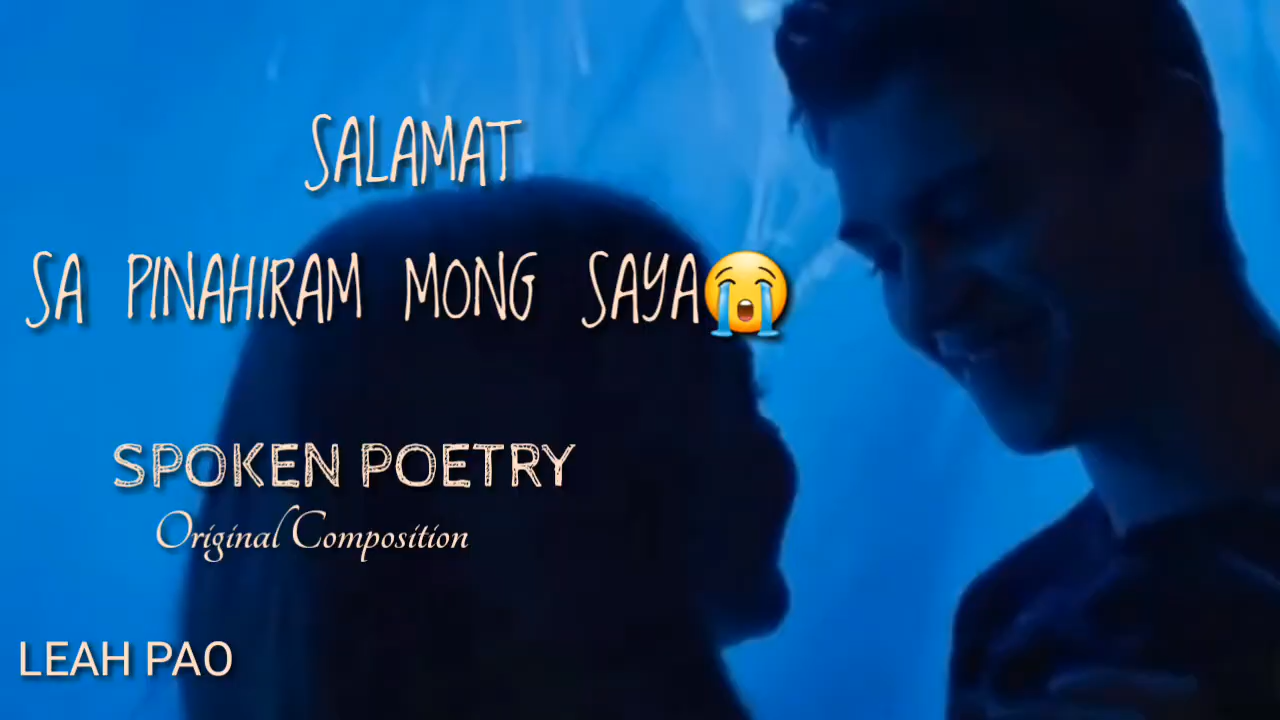 SALAMAT
SA PINAHIRAM MONG SAYA😭
SPOKEN POETRY
Original Composition
LEAH PAO